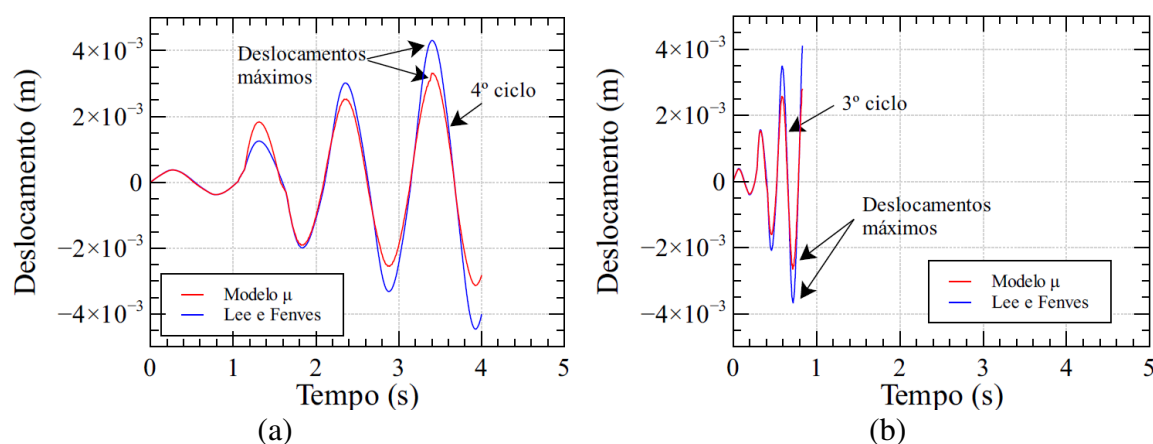 Deslocamento (m)
4×10⁻³
2×10⁻³
0
−2×10⁻³
−4×10⁻³
Deslocamentos
máximos
4º ciclo
Modelo μ
Lee e Fenves
0 1 2 3 4 5
Tempo (s)
(a)
Deslocamento (m)
4×10⁻³
2×10⁻³
0
−2×10⁻³
−4×10⁻³
3º ciclo
Deslocamentos
máximos
Modelo μ
Lee e Fenves
0 1 2 3 4 5
Tempo (s)
(b)